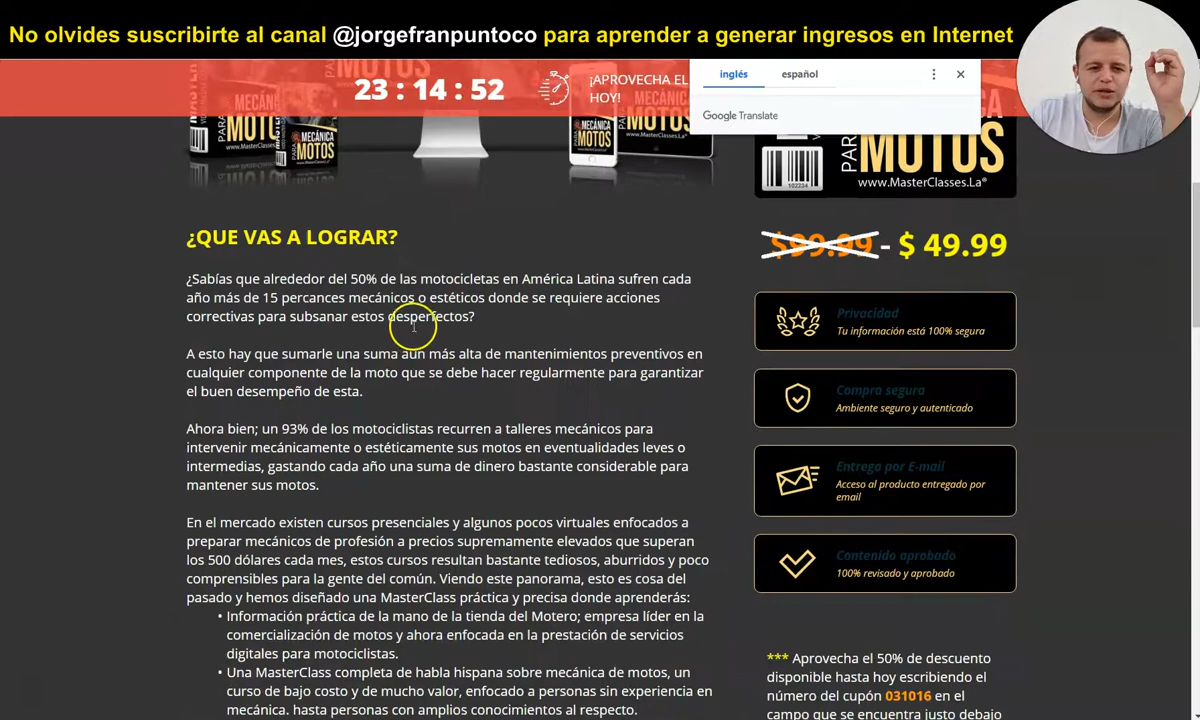 No olvides suscribirte al canal @jorgefranpuntoco para aprender a generar ingresos en Internet
23 : 14 : 52
¡APROVECHA EL
HOY!
inglés
español
Google Translate
MECÁNICA
MOTOS
www.MasterClasses.La®
MECÁNICA
MOTOS
PARA
MOTOS
102234
www.MasterClasses.La®
¿QUE VAS A LOGRAR?
$99.99 - $ 49.99
¿Sabías que alrededor del 50% de las motocicletas en América Latina sufren cada
año más de 15 percances mecánicos o estéticos donde se requiere acciones
correctivas para subsanar estos desperfectos?
A esto hay que sumarle una suma aún más alta de mantenimientos preventivos en
cualquier componente de la moto que se debe hacer regularmente para garantizar
el buen desempeño de esta.
Ahora bien; un 93% de los motociclistas recurren a talleres mecánicos para
intervenir mecánicamente o estéticamente sus motos en eventualidades leves o
intermedias, gastando cada año una suma de dinero bastante considerable para
mantener sus motos.
En el mercado existen cursos presenciales y algunos pocos virtuales enfocados a
preparar mecánicos de profesión a precios supremamente elevados que superan
los 500 dólares cada mes, estos cursos resultan bastante tediosos, aburridos y poco
comprensibles para la gente del común. Viendo este panorama, esto es cosa del
pasado y hemos diseñado una MasterClass práctica y precisa donde aprenderás:
• Información práctica de la mano de la tienda del Motero; empresa líder en la
comercialización de motos y ahora enfocada en la prestación de servicios
digitales para motociclistas.
• Una MasterClass completa de habla hispana sobre mecánica de motos, un
curso de bajo costo y de mucho valor, enfocado a personas sin experiencia en
mecánica. hasta personas con amplios conocimientos al respecto.
Privacidad
Tu información está 100% segura
Compra segura
Ambiente seguro y autenticado
Entrega por E-mail
Acceso al producto entregado por
email
Contenido aprobado
100% revisado y aprobado
*** Aprovecha el 50% de descuento
disponible hasta hoy escribiendo el
número del cupón 031016 en el
campo que se encuentra justo debajo